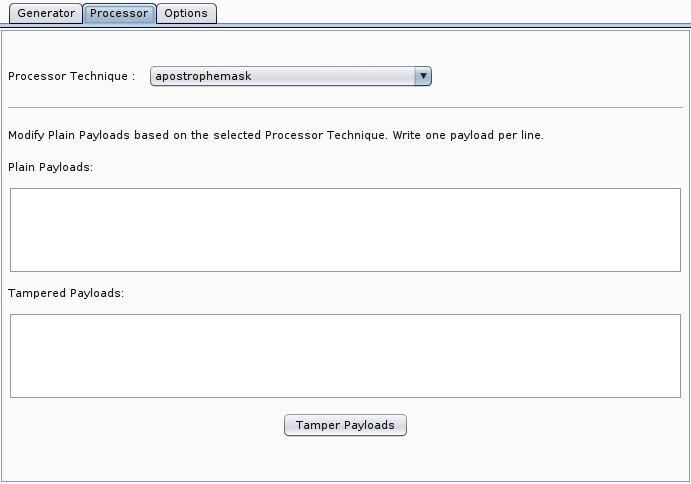 Generator Processor Options
Processor Technique : apostrophemask
Modify Plain Payloads based on the selected Processor Technique. Write one payload per line.
Plain Payloads:
Tampered Payloads:
Tamper Payloads